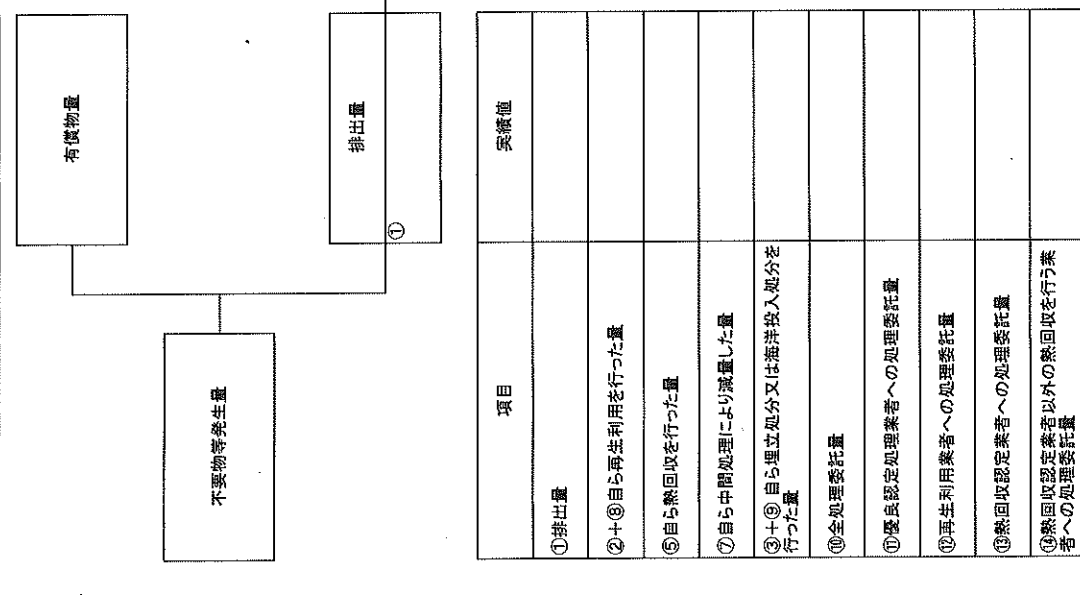 有償物量
不要物等発生量
排出量
①
項目
実績値
①排出量
②+⑧自ら再生利用を行った量
⑤自ら熱回収を行った量
⑦自ら中間処理により減量した量
③+⑨ 自ら埋立処分又は海洋投入処分を
行った量
⑩全処理委託量
⑪優良認定処理業者への処理委託量
⑫再生利用業者への処理委託量
⑬熱回収認定業者への処理委託量
⑭熱回収認定業者以外の熱回収を行う業
者への処理委託量